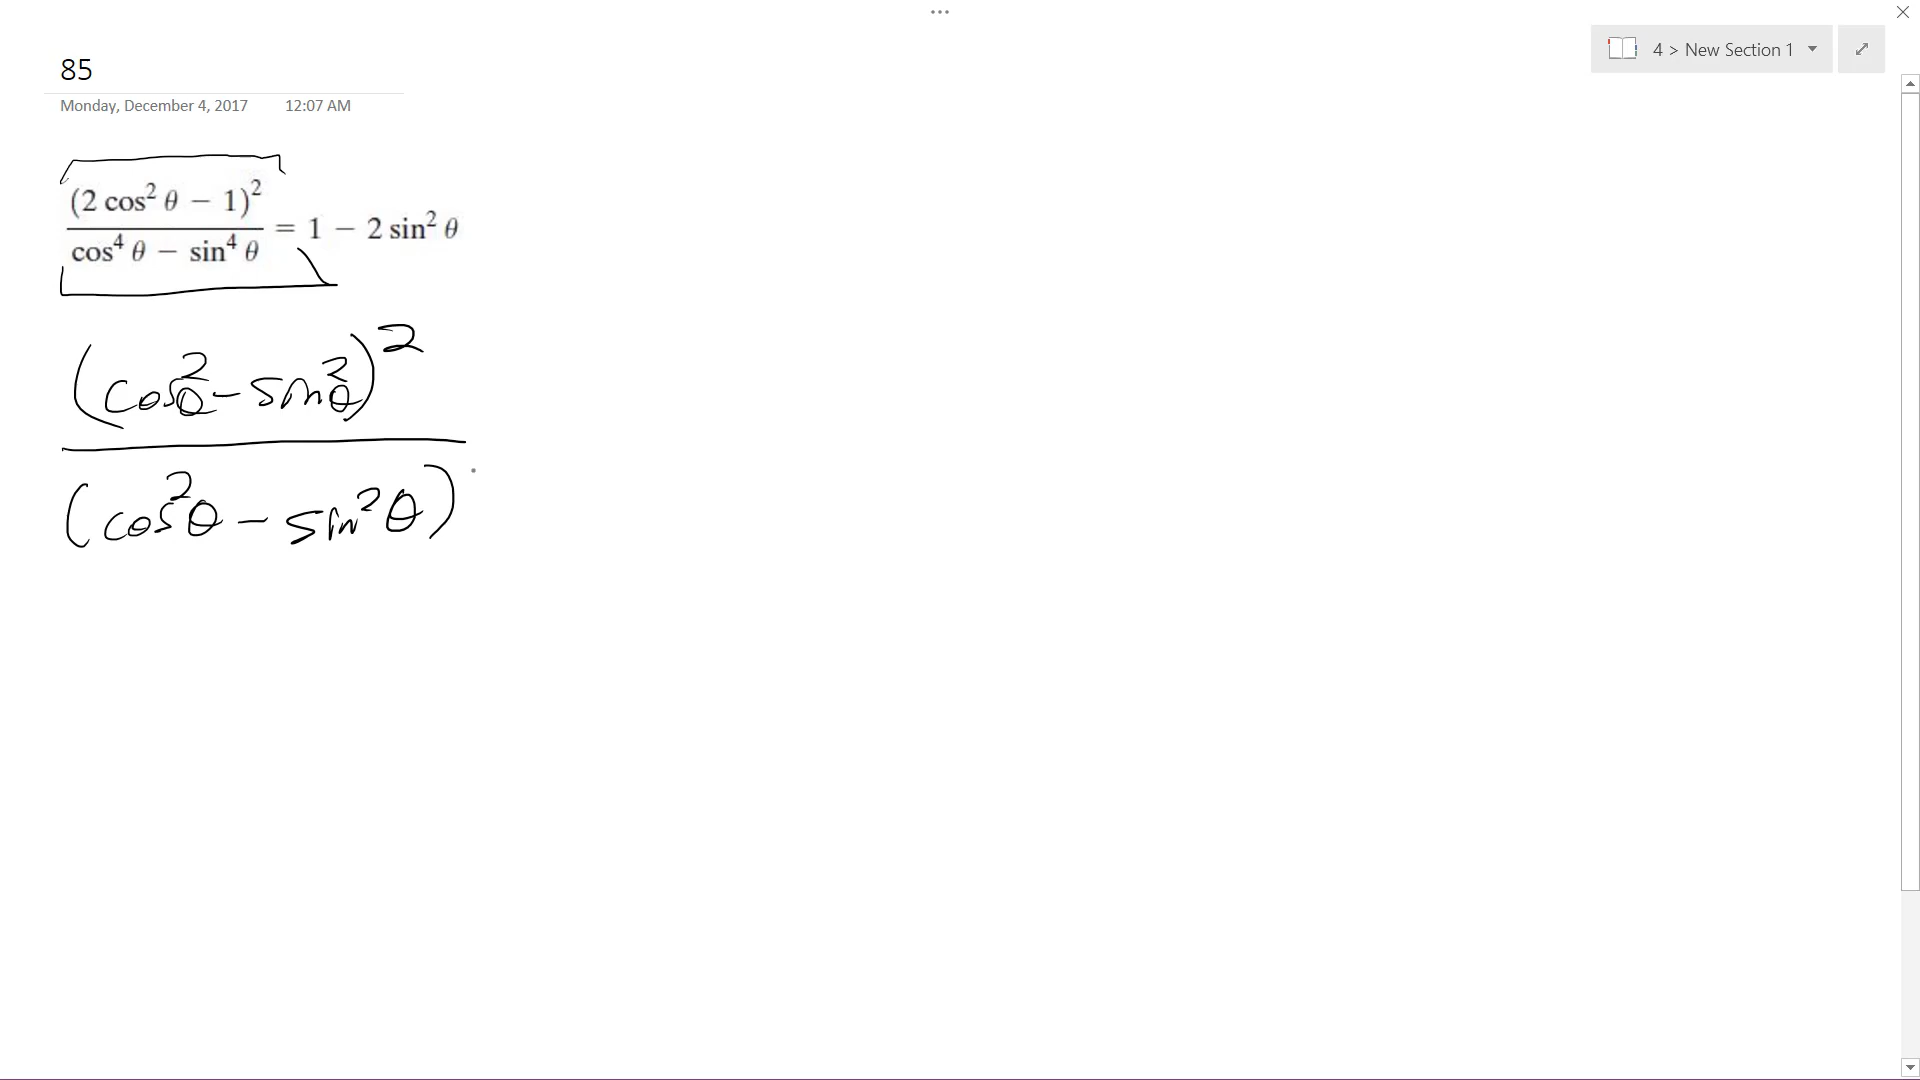 4 > New Section 1
85
Monday, December 4, 2017 12:07 AM
(2 cos² θ − 1)² / cos⁴ θ − sin⁴ θ = 1 − 2 sin² θ
(cos²θ − sin²θ)²
(cos²θ − sin²θ)